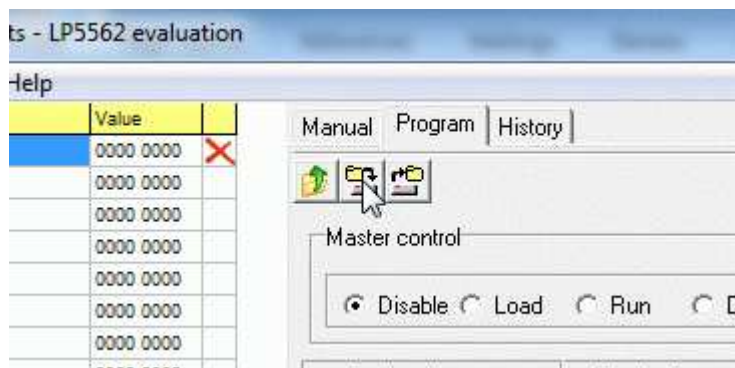 ts - LP5562 evaluation
Help
Value
0000 0000
0000 0000
0000 0000
0000 0000
0000 0000
0000 0000
0000 0000
Manual Program History
Master control
Disable Load Run D